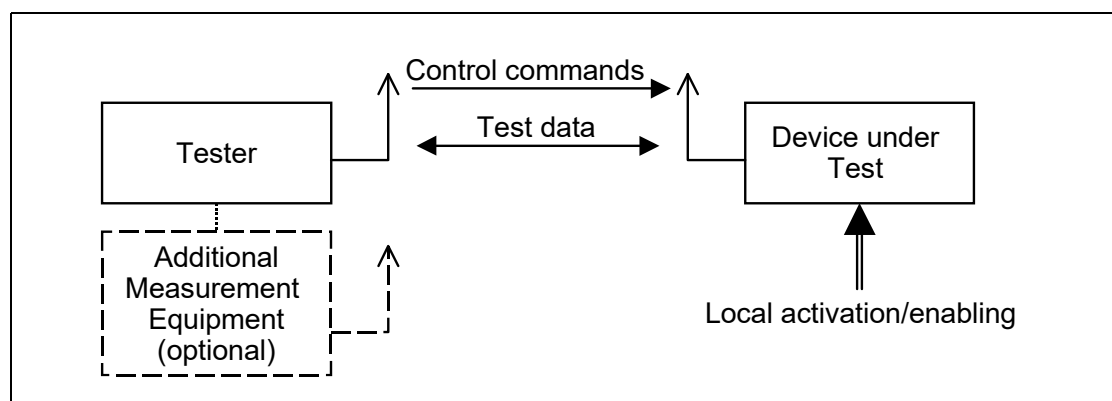 Control commands
Test data
Tester
Device under
Test
Additional
Measurement
Equipment
(optional)
Local activation/enabling